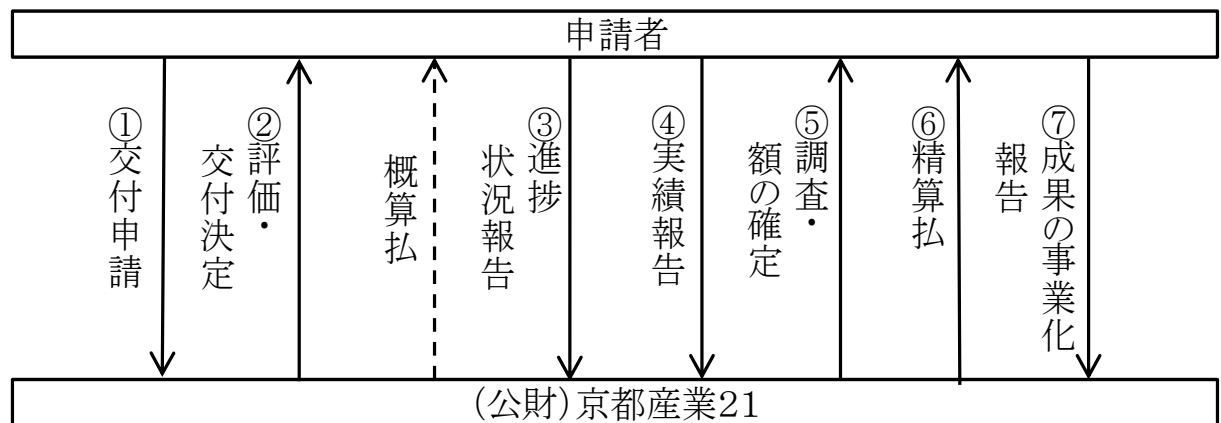 申請者
①交付申請
②評価・
交付決定
概算払
③進捗
状況報告
④実績報告
⑤調査・
額の確定
⑥精算払
⑦成果の事業化
報告
(公財)京都産業21